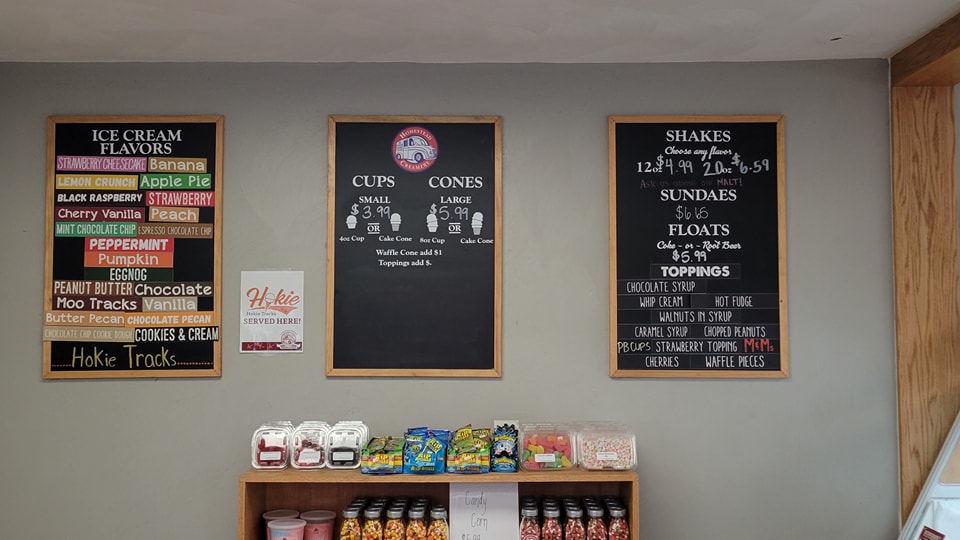 ICE CREAM
FLAVORS
STRAWBERRY CHEESECAKE Banana
LEMON CRUNCH Apple Pie
BLACK RASPBERRY STRAWBERRY
Cherry Vanilla Peach
MINT CHOCOLATE CHIP ESPRESSO CHOCOLATE CHIP
PEPPERMINT
Pumpkin
EGGNOG
PEANUT BUTTER Chocolate
Moo Tracks Vanilla
Butter Pecan CHOCOLATE PECAN
CHOCOLATE CHIP COOKIE DOUGH COOKIES & CREAM
Hokie Tracks
Hokie
Hokie Tracks
SERVED HERE!
HOMESTEAD
CREAMERY
CUPS CONES
SMALL LARGE
$3.99 $5.99
OR OR
4oz Cup Cake Cone 8oz Cup Cake Cone
Waffle Cone add $1
Toppings add $.
SHAKES
Choose any flavor
12oz $4.99 20oz $6.59
MALT!
SUNDAES
$6.65
FLOATS
Coke - or - Root Beer
$5.99
TOPPINGS
CHOCOLATE SYRUP
WHIP CREAM HOT FUDGE
WALNUTS IN SYRUP
CARAMEL SYRUP CHOPPED PEANUTS
PB CUPS STRAWBERRY TOPPING M&Ms
CHERRIES WAFFLE PIECES
Candy
Corn